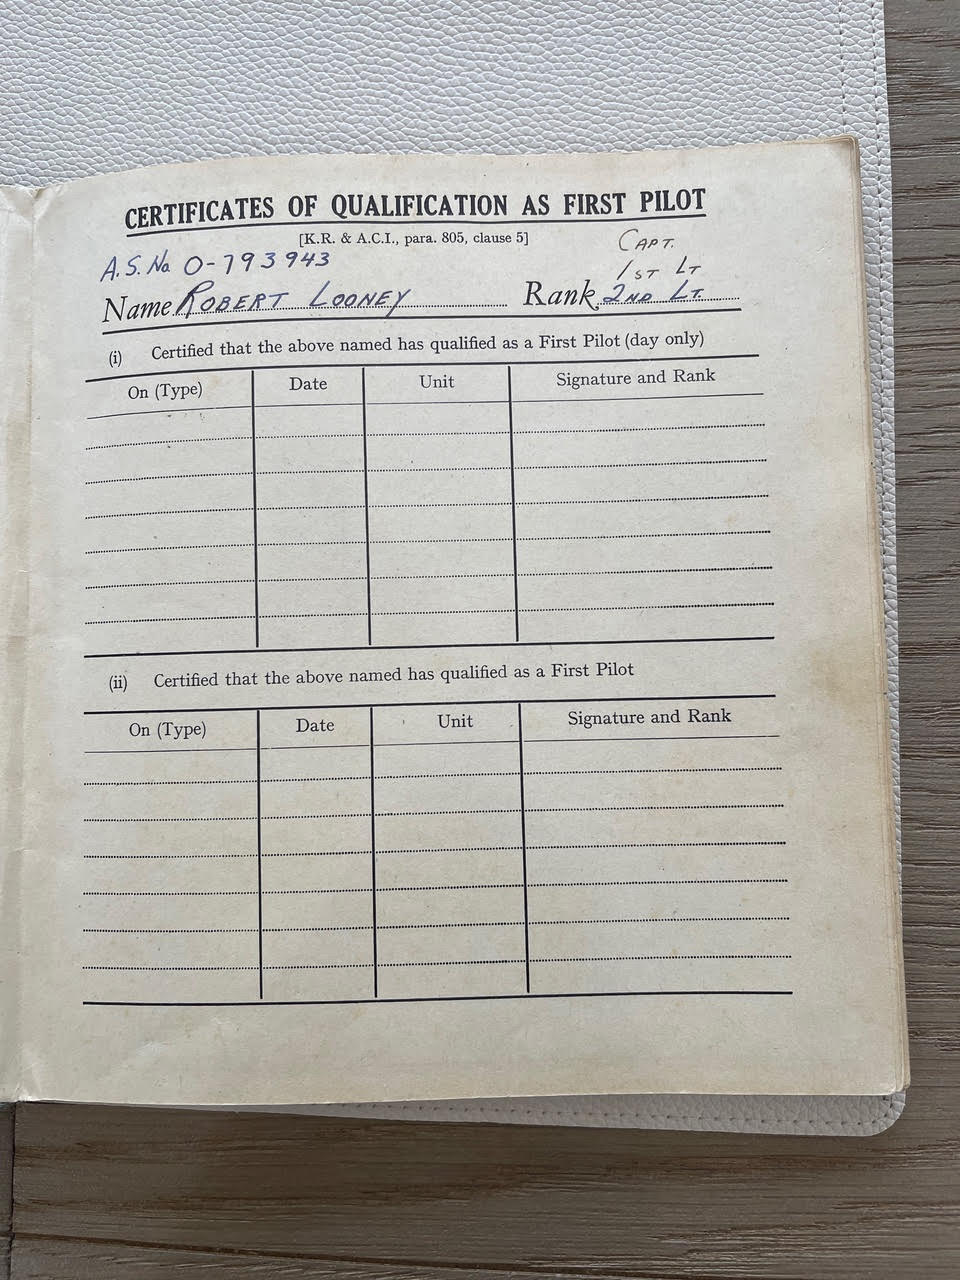 CERTIFICATES OF QUALIFICATION AS FIRST PILOT
[K.R. & A.C.I., para. 805, clause 5]
CAPT.
A.S. No O-793943
1ST LT
Name ROBERT LOONEY Rank 2ND LT.
(i) Certified that the above named has qualified as a First Pilot (day only)
On (Type) Date Unit Signature and Rank
(ii) Certified that the above named has qualified as a First Pilot
On (Type) Date Unit Signature and Rank